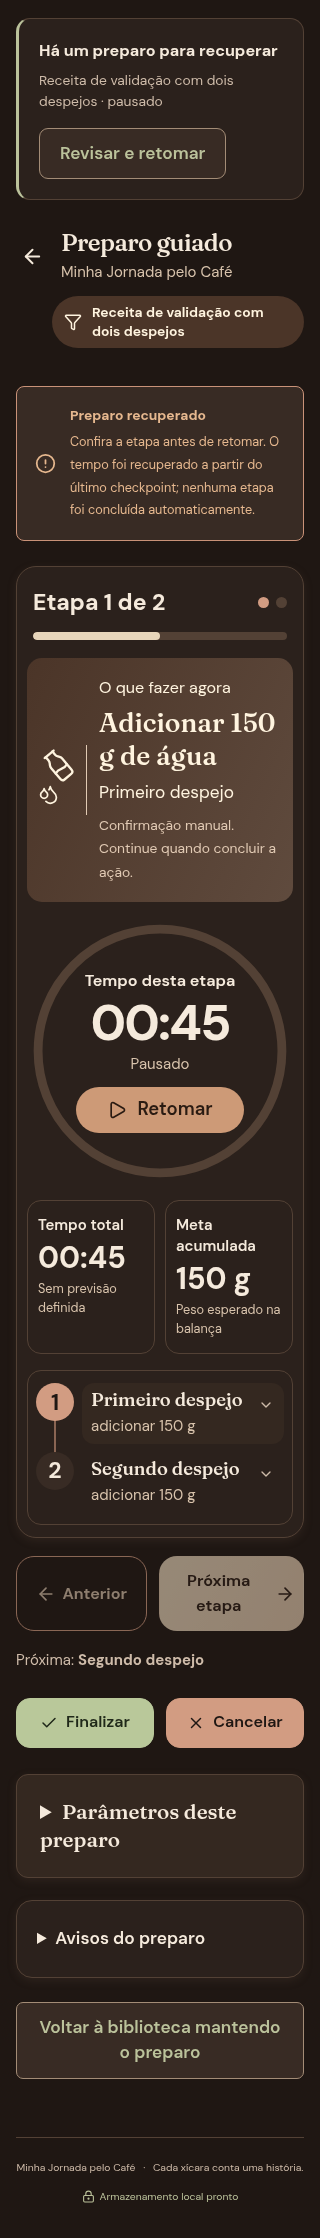 Há um preparo para recuperar
Receita de validação com dois
despejos · pausado
Revisar e retomar
Preparo guiado
Minha Jornada pelo Café
Receita de validação com
dois despejos
Preparo recuperado
Confira a etapa antes de retomar. O
tempo foi recuperado a partir do
último checkpoint; nenhuma etapa
foi concluída automaticamente.
Etapa 1 de 2
O que fazer agora
Adicionar 150
g de água
Primeiro despejo
Confirmação manual.
Continue quando concluir a
ação.
Tempo desta etapa
00:45
Pausado
Retomar
Tempo total
00:45
Sem previsão
definida
Meta
acumulada
150 g
Peso esperado na
balança
1
Primeiro despejo
adicionar 150 g
2
Segundo despejo
adicionar 150 g
Anterior
Próxima
etapa
Próxima: Segundo despejo
Finalizar
Cancelar
Parâmetros deste
preparo
Avisos do preparo
Voltar à biblioteca mantendo
o preparo
Minha Jornada pelo Café · Cada xícara conta uma história.
Armazenamento local pronto